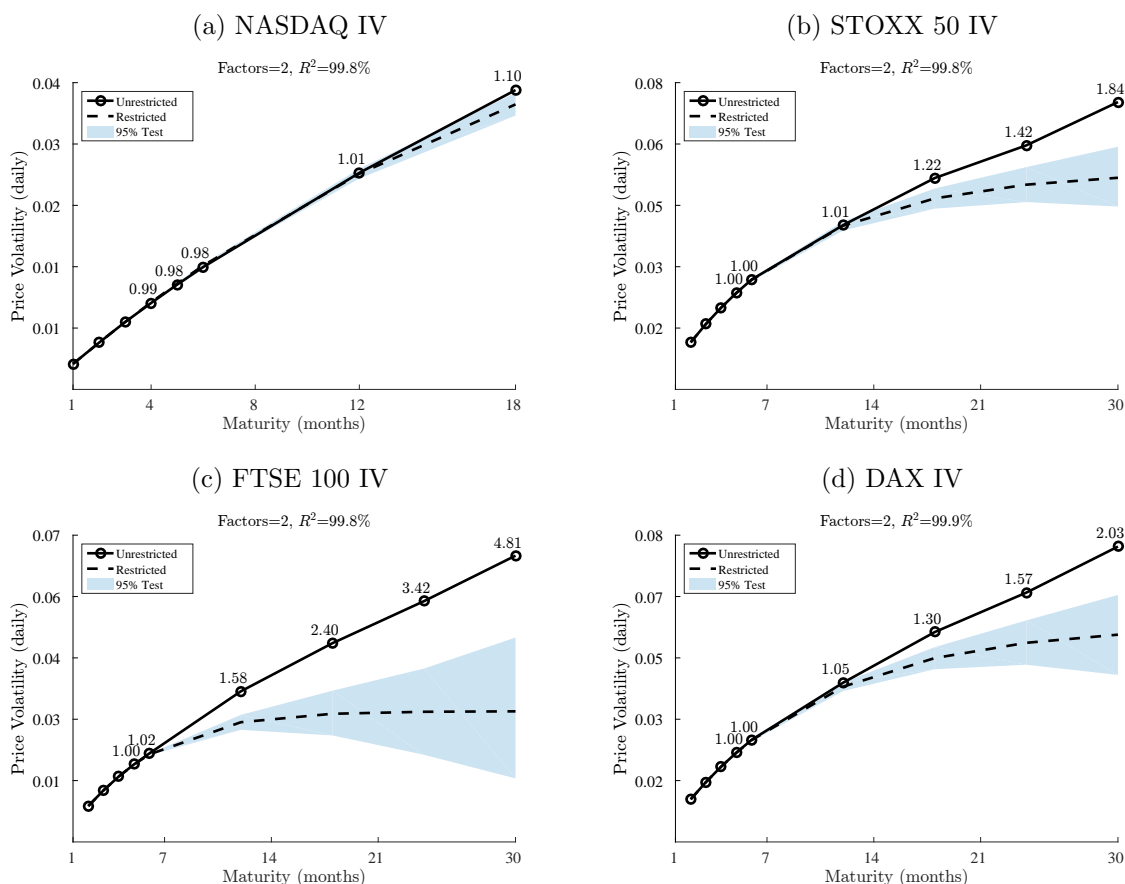 (a) NASDAQ IV
Factors=2, R²=99.8%
Price Volatility (daily)
0.04
0.03
0.02
0.01
0.01
Unrestricted
Restricted
95% Test
0.99
0.98
0.98
1.01
1.10
1
4
8
12
18
Maturity (months)
(b) STOXX 50 IV
Factors=2, R²=99.8%
Price Volatility (daily)
0.08
0.06
0.05
0.03
0.02
Unrestricted
Restricted
95% Test
1.00
1.00
1.01
1.22
1.42
1.84
1
7
14
21
30
Maturity (months)
(c) FTSE 100 IV
Factors=2, R²=99.8%
Price Volatility (daily)
0.07
0.06
0.04
0.03
0.01
Unrestricted
Restricted
95% Test
1.00
1.02
1.58
2.40
3.42
4.81
1
7
14
21
30
Maturity (months)
(d) DAX IV
Factors=2, R²=99.9%
Price Volatility (daily)
0.08
0.07
0.05
0.03
0.02
Unrestricted
Restricted
95% Test
1.00
1.00
1.05
1.30
1.57
2.03
1
7
14
21
30
Maturity (months)